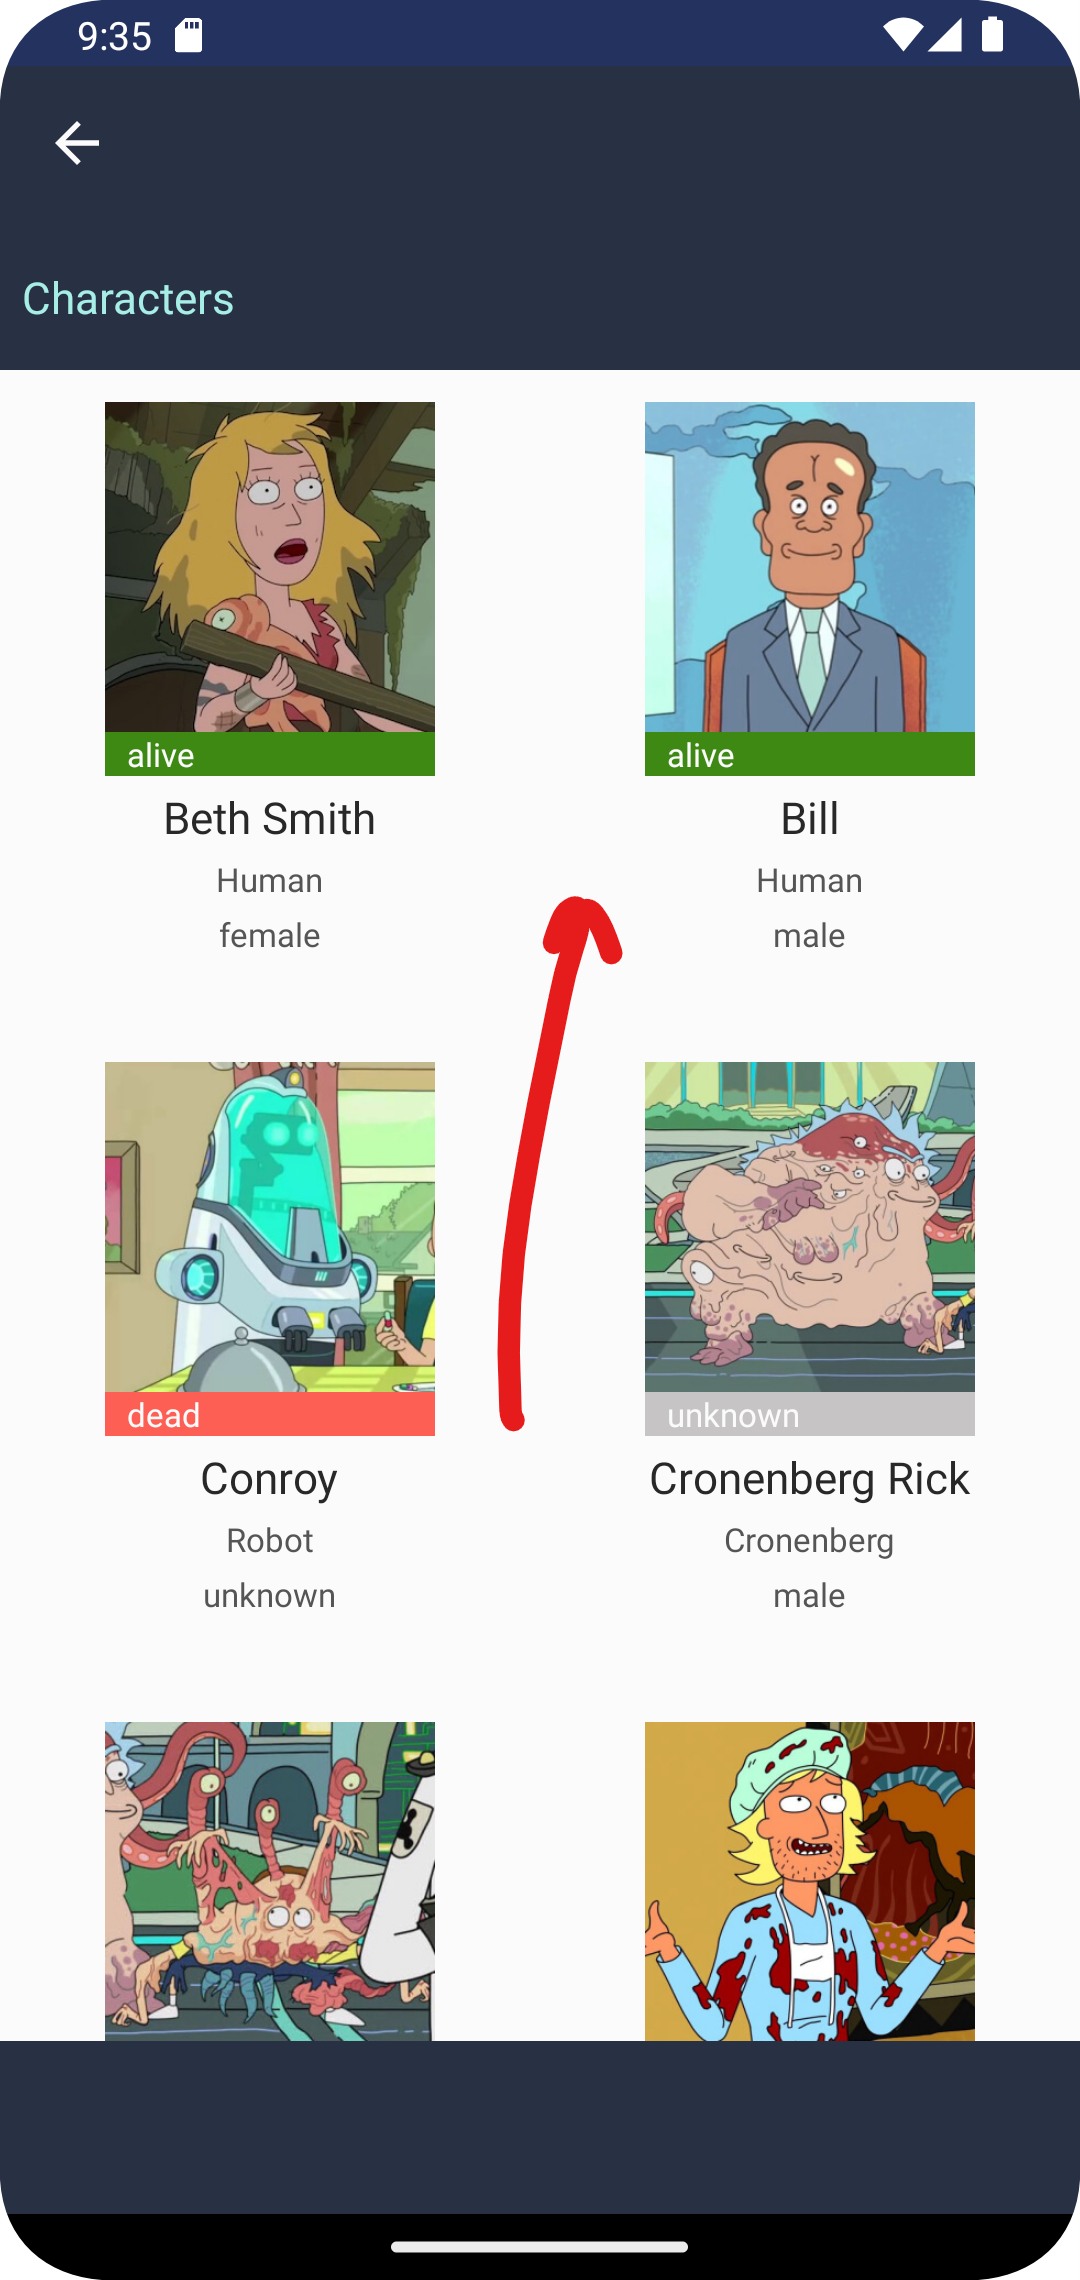 9:35
Characters
alive
alive
Beth Smith
Bill
Human
Human
female
male
dead
unknown
Conroy
Cronenberg Rick
Robot
Cronenberg
unknown
male